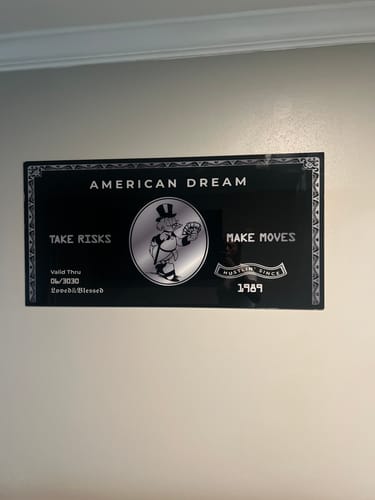 AMERICAN DREAM
TAKE RISKS
MAKE MOVES
Valid Thru
06/3030
Loved&Blessed
HUSTLIN' SINCE
1989